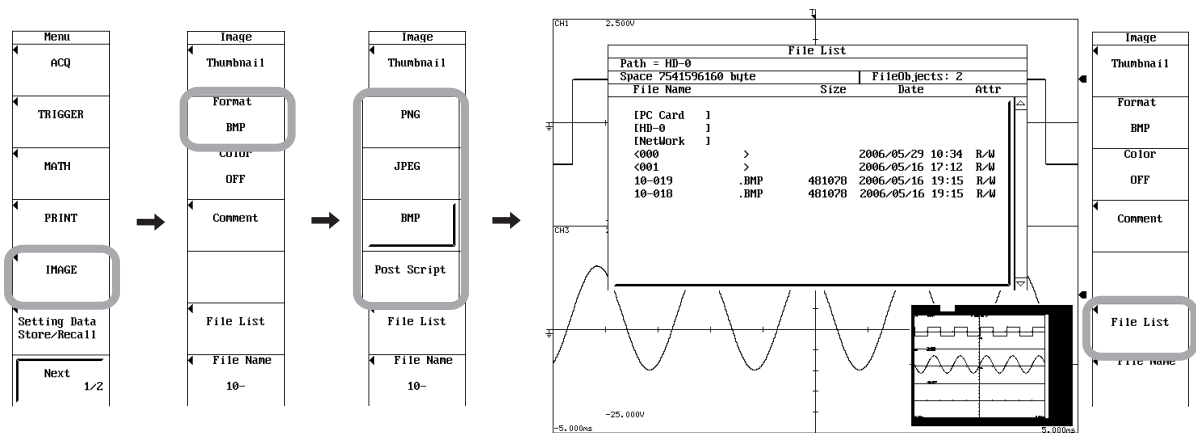 Menu
ACQ
TRIGGER
MATH
PRINT
IMAGE
Setting Data
Store/Recall
Next
1/2
Image
Thumbnail
Format
BMP
Color
OFF
Comment
File List
File Name
10-
Image
Thumbnail
PNG
JPEG
BMP
Post Script
File List
File Name
10-
CH1 2.500V
T
File List
Path = HD-0
Space 7541596160 byte FileObjects: 2
File Name Size Date Attr
[PC Card ]
[HD-0 ]
[NetWork ]
<000 > 2006/05/29 10:34 R/W
<001 > 2006/05/16 17:12 R/W
10-019 .BMP 481078 2006/05/16 19:15 R/W
10-018 .BMP 481078 2006/05/16 19:15 R/W
CH3
-25.000V
-5.000ms 5.000ms
Image
Thumbnail
Format
BMP
Color
OFF
Comment
File List
File Name